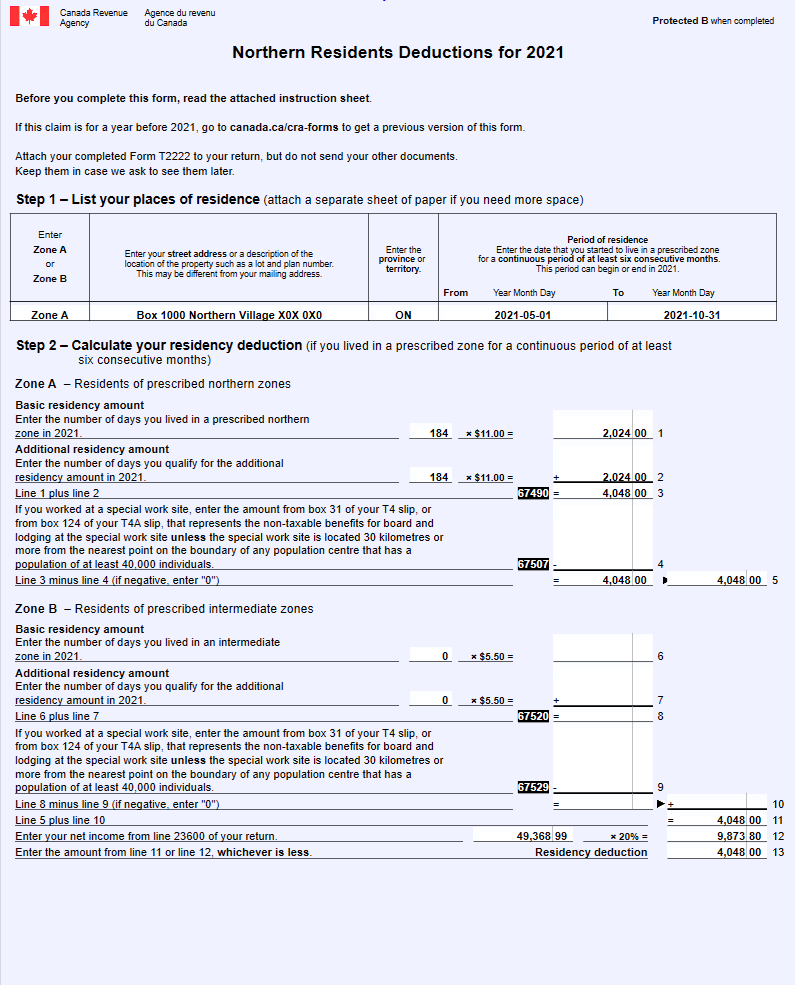 Canada Revenue Agency
Agence du revenu du Canada
Protected B when completed
Northern Residents Deductions for 2021
Before you complete this form, read the attached instruction sheet.
If this claim is for a year before 2021, go to canada.ca/cra-forms to get a previous version of this form.
Attach your completed Form T2222 to your return, but do not send your other documents.
Keep them in case we ask to see them later.
Step 1 – List your places of residence (attach a separate sheet of paper if you need more space)
Enter
Zone A
or
Zone B
Enter your street address or a description of the
location of the property such as a lot and plan number.
This may be different from your mailing address.
Enter the
province or
territory.
Period of residence
Enter the date that you started to live in a prescribed zone
for a continuous period of at least six consecutive months.
This period can begin or end in 2021.
From Year Month Day To Year Month Day
Zone A Box 1000 Northern Village X0X 0X0 ON 2021-05-01 2021-10-31
Step 2 – Calculate your residency deduction (if you lived in a prescribed zone for a continuous period of at least
six consecutive months)
Zone A – Residents of prescribed northern zones
Basic residency amount
Enter the number of days you lived in a prescribed northern
zone in 2021. 184 × $11.00 = 2,024 00 1
Additional residency amount
Enter the number of days you qualify for the additional
residency amount in 2021. 184 × $11.00 = + 2,024 00 2
Line 1 plus line 2 67490 = 4,048 00 3
If you worked at a special work site, enter the amount from box 31 of your T4 slip, or
from box 124 of your T4A slip, that represents the non-taxable benefits for board and
lodging at the special work site unless the special work site is located 30 kilometres or
more from the nearest point on the boundary of any population centre that has a
population of at least 40,000 individuals. 67507 - 4
Line 3 minus line 4 (if negative, enter "0") = 4,048 00 4,048 00 5
Zone B – Residents of prescribed intermediate zones
Basic residency amount
Enter the number of days you lived in an intermediate
zone in 2021. 0 × $5.50 = 6
Additional residency amount
Enter the number of days you qualify for the additional
residency amount in 2021. 0 × $5.50 = + 7
Line 6 plus line 7 67520 = 8
If you worked at a special work site, enter the amount from box 31 of your T4 slip, or
from box 124 of your T4A slip, that represents the non-taxable benefits for board and
lodging at the special work site unless the special work site is located 30 kilometres or
more from the nearest point on the boundary of any population centre that has a
population of at least 40,000 individuals. 67529 - 9
Line 8 minus line 9 (if negative, enter "0") = + 10
Line 5 plus line 10 = 4,048 00 11
Enter your net income from line 23600 of your return. 49,368 99 × 20% = 9,873 80 12
Enter the amount from line 11 or line 12, whichever is less. Residency deduction 4,048 00 13